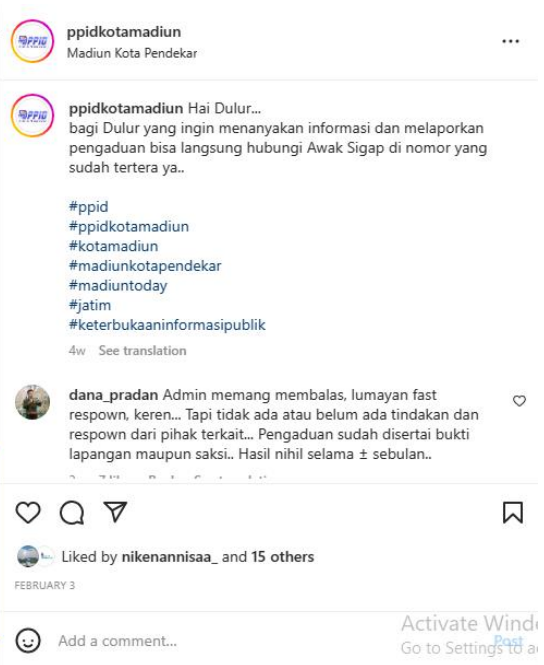 PPID
ppidkotamadiun
Madiun Kota Pendekar
PPID
ppidkotamadiun Hai Dulur...
bagi Dulur yang ingin menanyakan informasi dan melaporkan
pengaduan bisa langsung hubungi Awak Sigap di nomor yang
sudah tertera ya..
#ppid
#ppidkotamadiun
#kotamadiun
#madiunkotapendekar
#madiuntoday
#jatim
#keterbukaaninformasipublik
4w See translation
dana_pradan Admin memang membalas, lumayan fast
respown, keren... Tapi tidak ada atau belum ada tindakan dan
respown dari pihak terkait... Pengaduan sudah disertai bukti
lapangan maupun saksi.. Hasil nihil selama ± sebulan..
Liked by nikenannisaa_ and 15 others
FEBRUARY 3
Add a comment...
Post
Activate Wind
Go to Settings to a